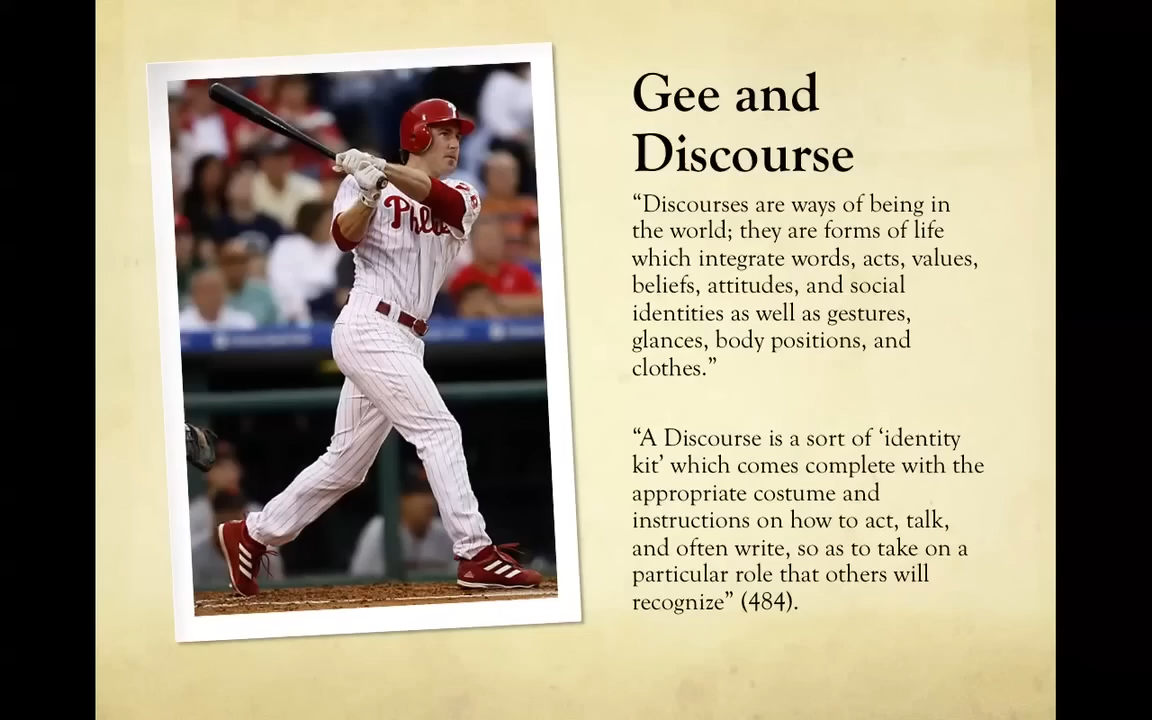 Gee and
Discourse
“Discourses are ways of being in
the world; they are forms of life
which integrate words, acts, values,
beliefs, attitudes, and social
identities as well as gestures,
glances, body positions, and
clothes.”
“A Discourse is a sort of ‘identity
kit’ which comes complete with the
appropriate costume and
instructions on how to act, talk,
and often write, so as to take on a
particular role that others will
recognize” (484).